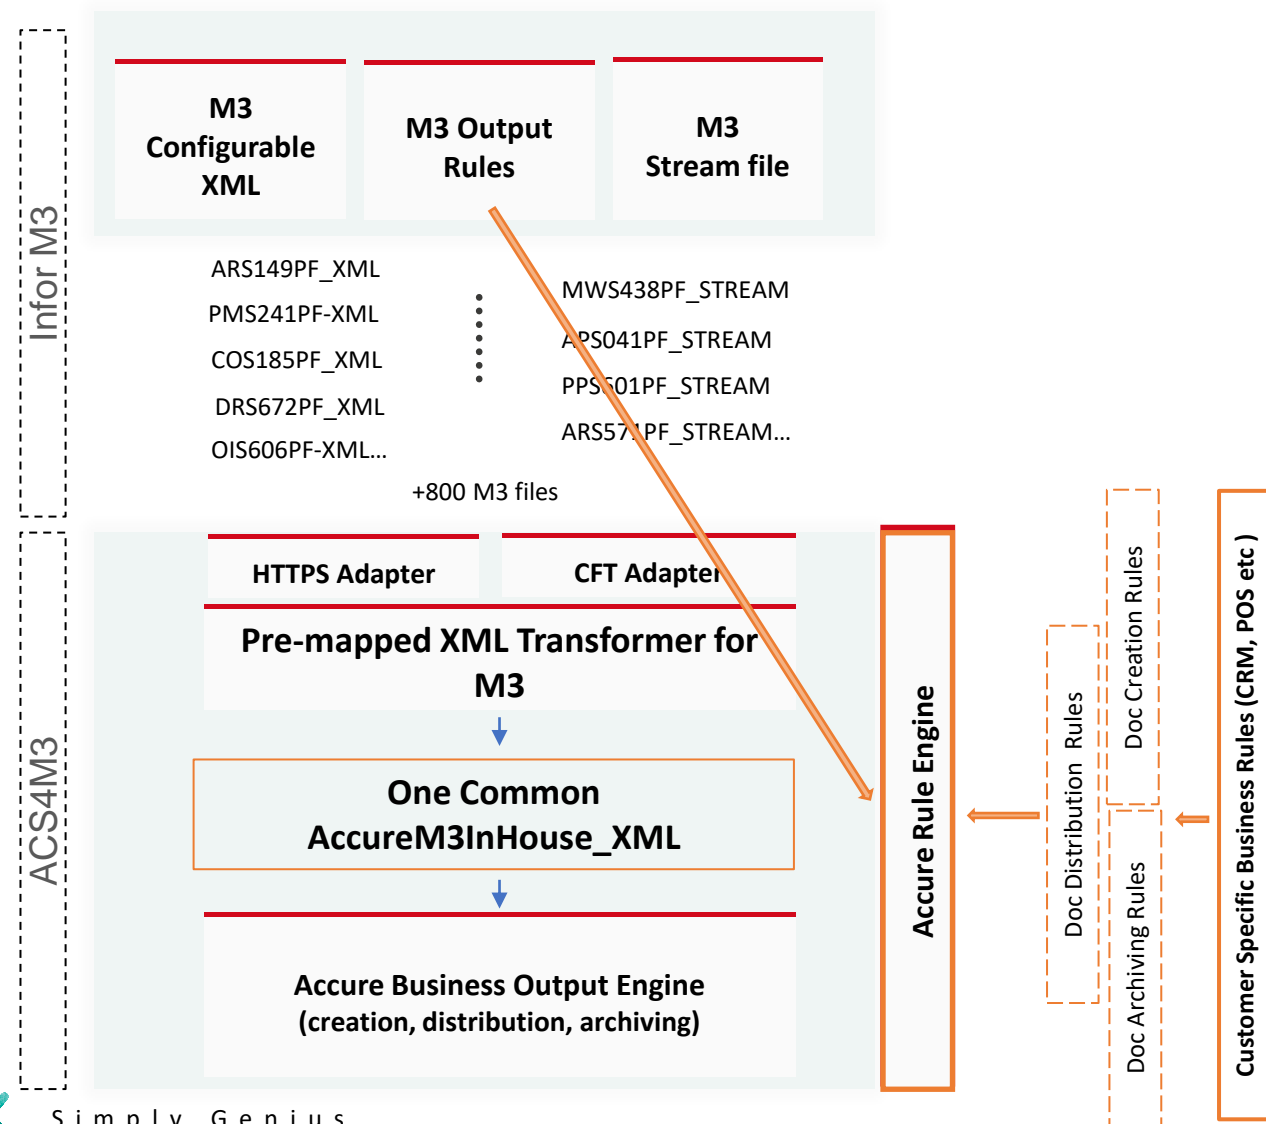 Infor M3
M3
Configurable
XML
M3 Output
Rules
M3
Stream file
ARS149PF_XML
PMS241PF-XML
COS185PF_XML
DRS672PF_XML
OIS606PF-XML...
MWS438PF_STREAM
APS041PF_STREAM
PPS601PF_STREAM
ARS571PF_STREAM...
+800 M3 files
ACS4M3
HTTPS Adapter
CFT Adapter
Pre-mapped XML Transformer for
M3
One Common
AccureM3InHouse_XML
Accure Business Output Engine
(creation, distribution, archiving)
Accure Rule Engine
Doc Distribution Rules
Doc Creation Rules
Doc Archiving Rules
Customer Specific Business Rules (CRM, POS etc )
Simply Genius